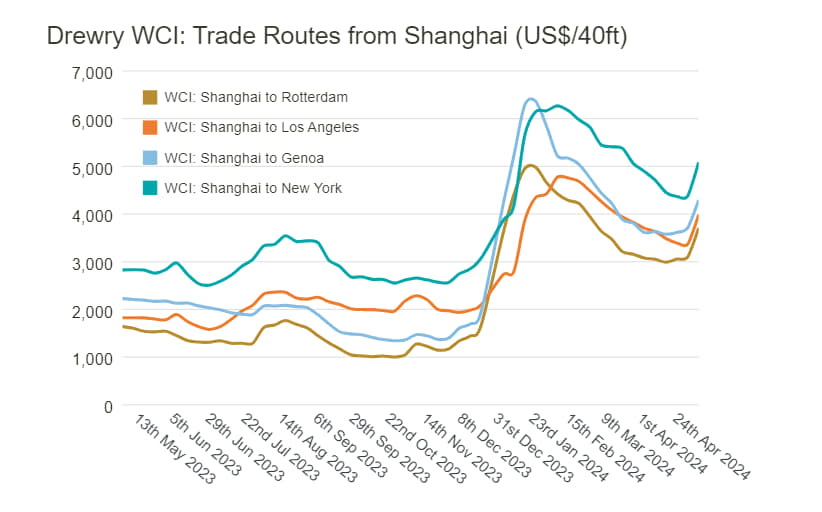 Drewry WCI: Trade Routes from Shanghai (US$/40ft)
7,000
6,000
5,000
4,000
3,000
2,000
1,000
0
WCI: Shanghai to Rotterdam
WCI: Shanghai to Los Angeles
WCI: Shanghai to Genoa
WCI: Shanghai to New York
13th May 2023
5th Jun 2023
29th Jun 2023
22nd Jul 2023
14th Aug 2023
6th Sep 2023
29th Sep 2023
22nd Oct 2023
14th Nov 2023
8th Dec 2023
31st Dec 2023
23rd Jan 2024
15th Feb 2024
9th Mar 2024
1st Apr 2024
24th Apr 2024